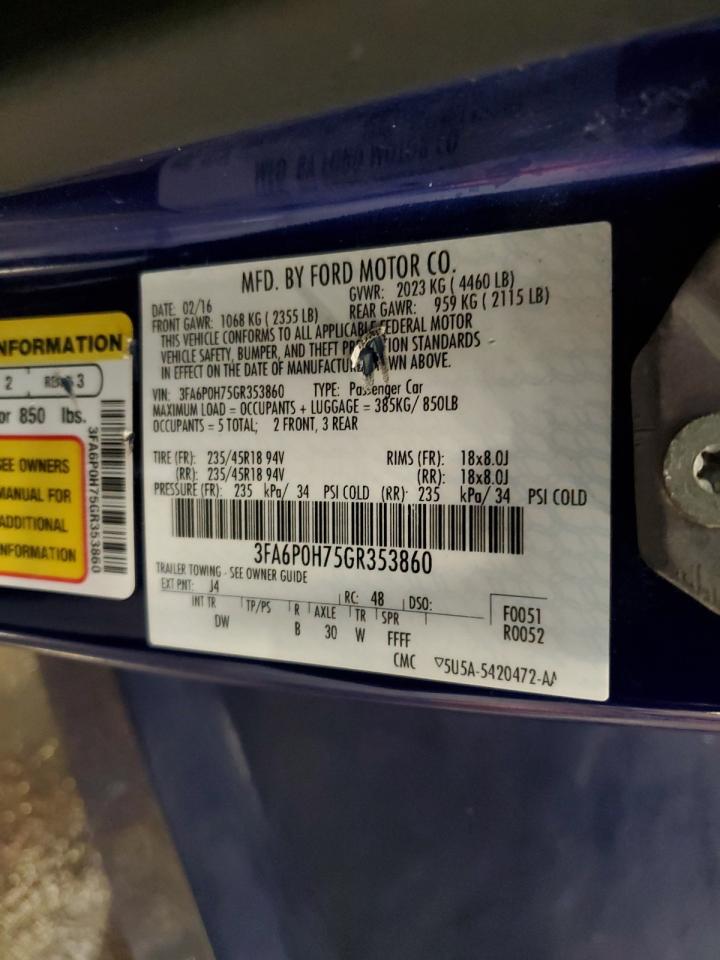 MFD. BY FORD MOTOR CO.
DATE: 02/16 GVWR: 2023 KG ( 4460 LB)
FRONT GAWR: 1068 KG ( 2355 LB) REAR GAWR: 959 KG ( 2115 LB)
THIS VEHICLE CONFORMS TO ALL APPLICABLE FEDERAL MOTOR
VEHICLE SAFETY, BUMPER, AND THEFT STANDARDS
IN EFFECT ON THE DATE OF ABOVE.
VIN: 3FA6P0H75GR353860 TYPE: Passenger Car
MAXIMUM LOAD = OCCUPANTS + LUGGAGE = 385KG/ 850LB
OCCUPANTS = 5 TOTAL; 2 FRONT, 3 REAR
TIRE (FR): 235/45R18 94V RIMS (FR): 18x8.0J
(RR): 235/45R18 94V (RR): 18x8.0J
PRESSURE (FR): 235 kPa/ 34 PSI COLD (RR): 235 kPa/ 34 PSI COLD
3FA6P0H75GR353860
TRAILER TOWING - SEE OWNER GUIDE
EXT PNT: J4 RC: 48 DSO:
INT TR TP/PS R AXLE TR SPR F0051
DW B 30 W FFFF R0052
CMC ▽5U5A-5420472-AA
NFORMATION
2 3
or 850 lbs.
SEE OWNERS
MANUAL FOR
ADDITIONAL
INFORMATION
3FA6P0H75GR353860